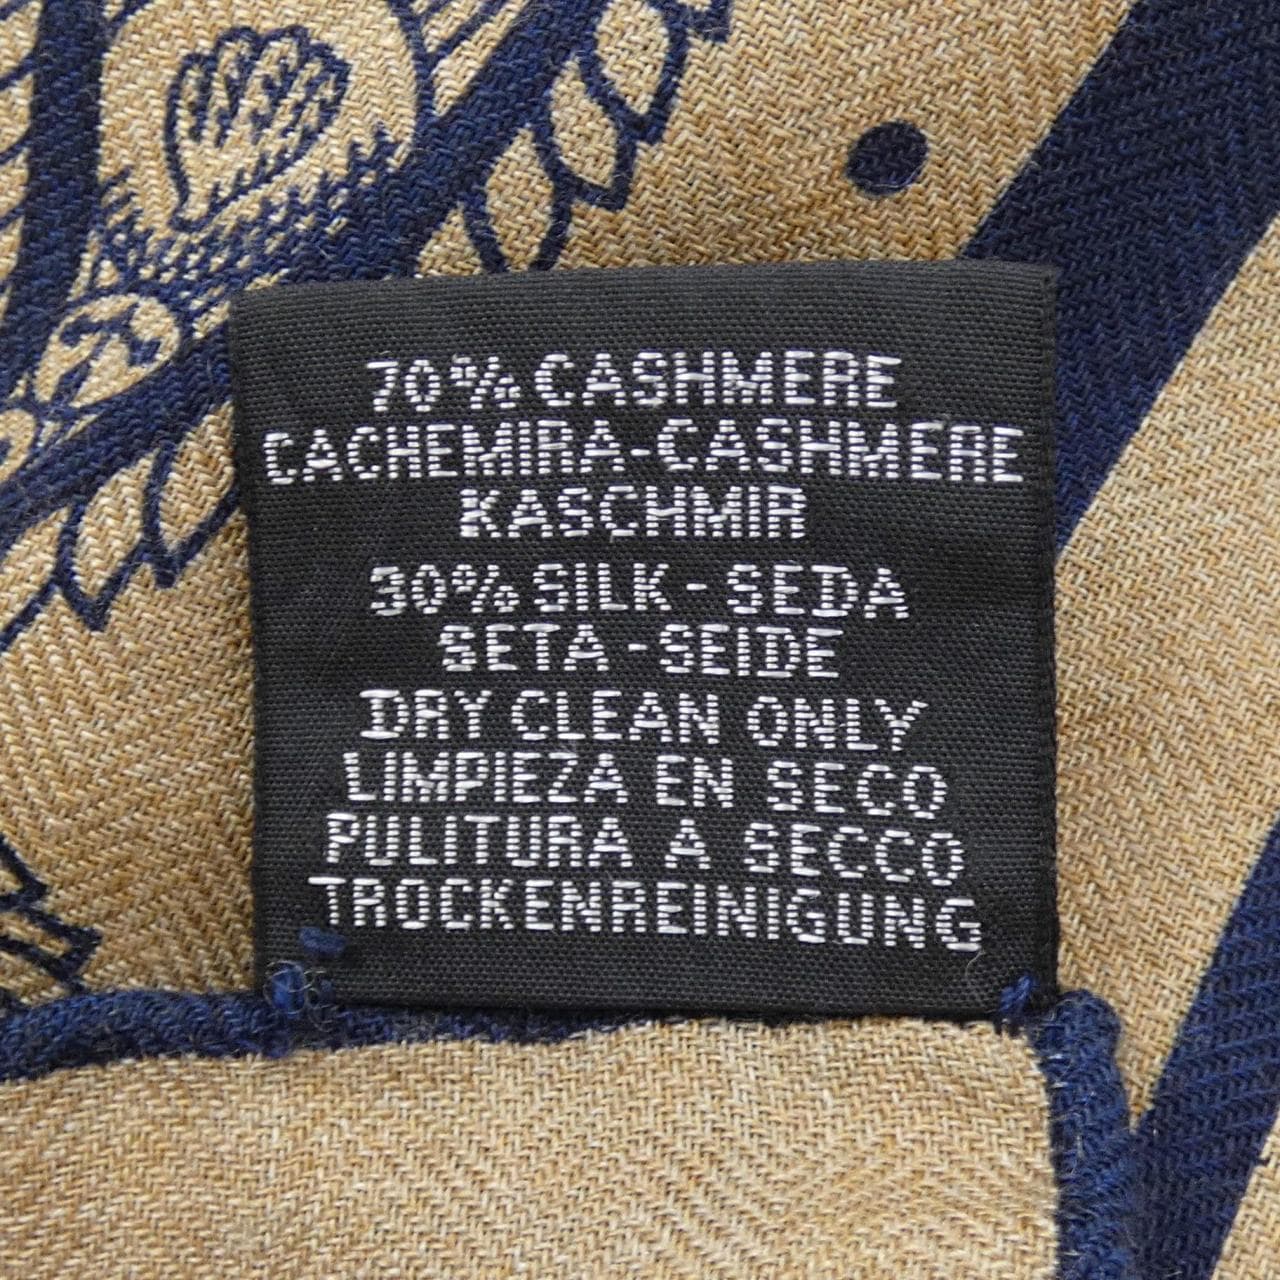 70% CASHMERE
CACHEMIRA-CASHMERE
KASCHMIR
30% SILK - SEDA
SETA - SEIDE
DRY CLEAN ONLY
LIMPIEZA EN SECO
PULITURA A SECCO
TROCKENREINIGUNG